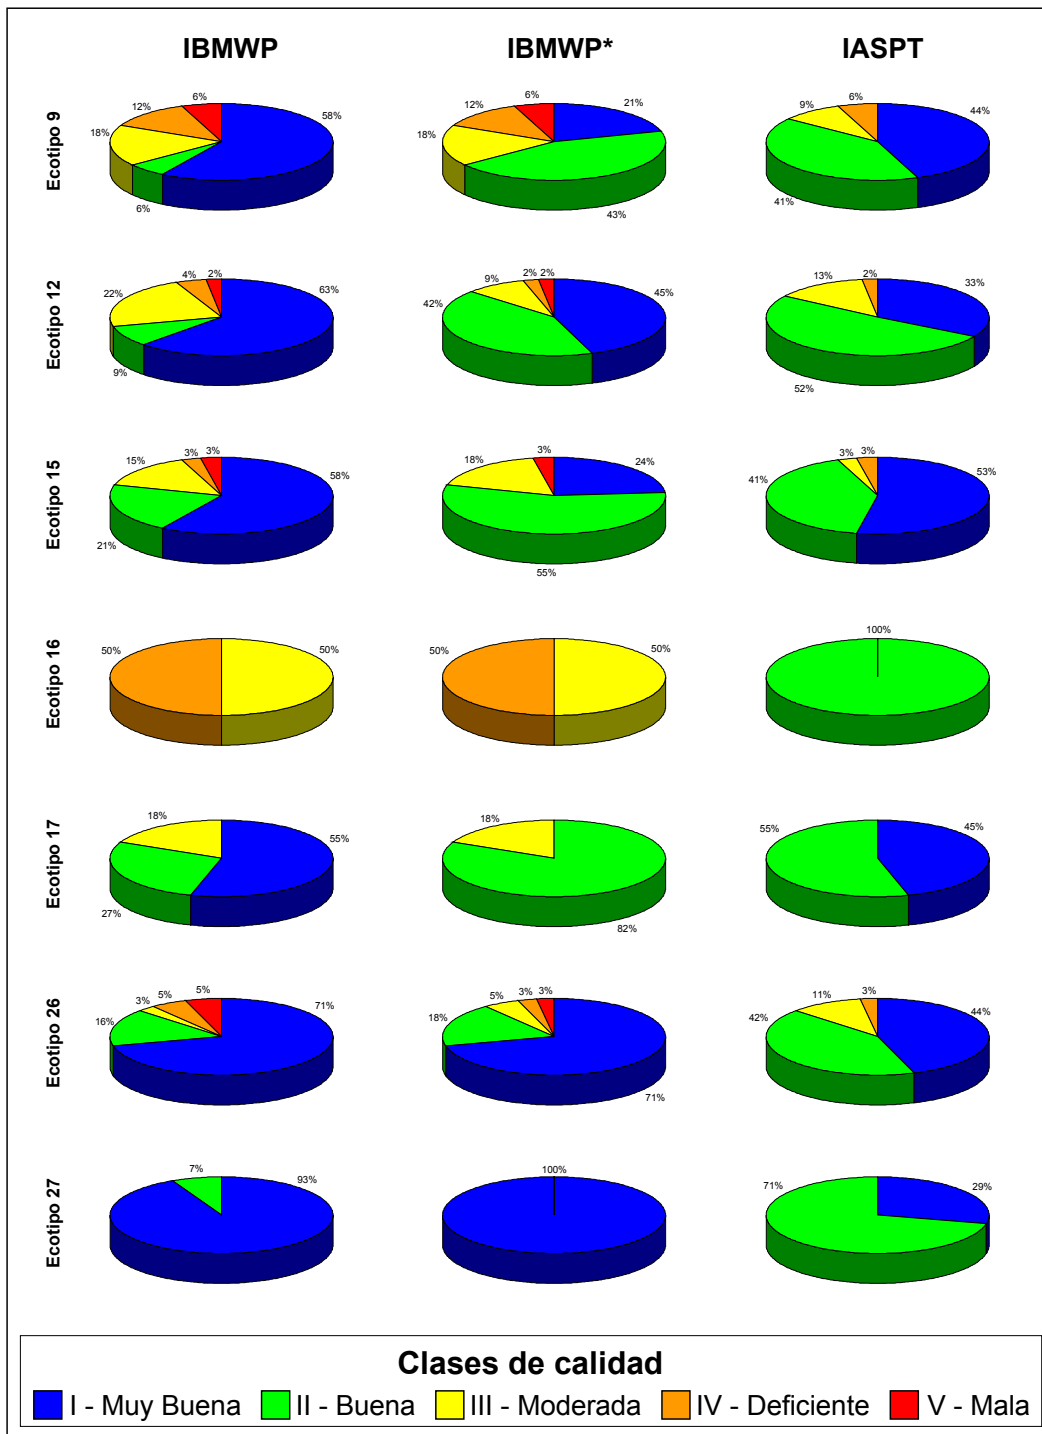 IBMWP IBMWP* IASPT
Ecotipo 9
6% 12% 18% 6% 58%
6% 12% 18% 43% 21%
6% 9% 41% 44%
Ecotipo 12
2% 4% 22% 9% 63%
2% 2% 9% 42% 45%
2% 13% 52% 33%
Ecotipo 15
3% 3% 15% 21% 58%
3% 18% 55% 24%
3% 3% 41% 53%
Ecotipo 16
50% 50%
50% 50%
100%
Ecotipo 17
18% 27% 55%
18% 82%
55% 45%
Ecotipo 26
5% 5% 3% 16% 71%
3% 3% 5% 18% 71%
3% 11% 42% 44%
Ecotipo 27
7% 93%
100%
71% 29%
Clases de calidad
I - Muy Buena II - Buena III - Moderada IV - Deficiente V - Mala